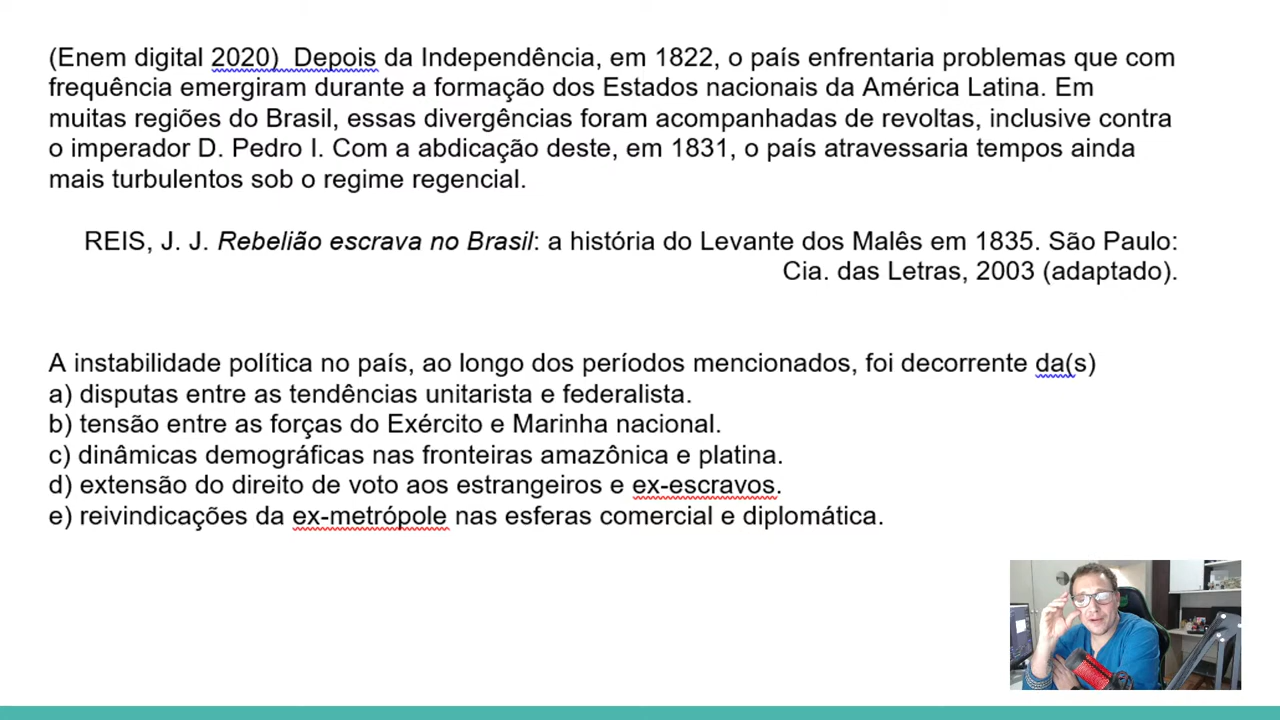 (Enem digital 2020)  Depois da Independência, em 1822, o país enfrentaria problemas que com
frequência emergiram durante a formação dos Estados nacionais da América Latina. Em
muitas regiões do Brasil, essas divergências foram acompanhadas de revoltas, inclusive contra
o imperador D. Pedro I. Com a abdicação deste, em 1831, o país atravessaria tempos ainda
mais turbulentos sob o regime regencial.
REIS, J. J. Rebelião escrava no Brasil: a história do Levante dos Malês em 1835. São Paulo:
Cia. das Letras, 2003 (adaptado).
A instabilidade política no país, ao longo dos períodos mencionados, foi decorrente da(s)
a) disputas entre as tendências unitarista e federalista.
b) tensão entre as forças do Exército e Marinha nacional.
c) dinâmicas demográficas nas fronteiras amazônica e platina.
d) extensão do direito de voto aos estrangeiros e ex-escravos.
e) reivindicações da ex-metrópole nas esferas comercial e diplomática.